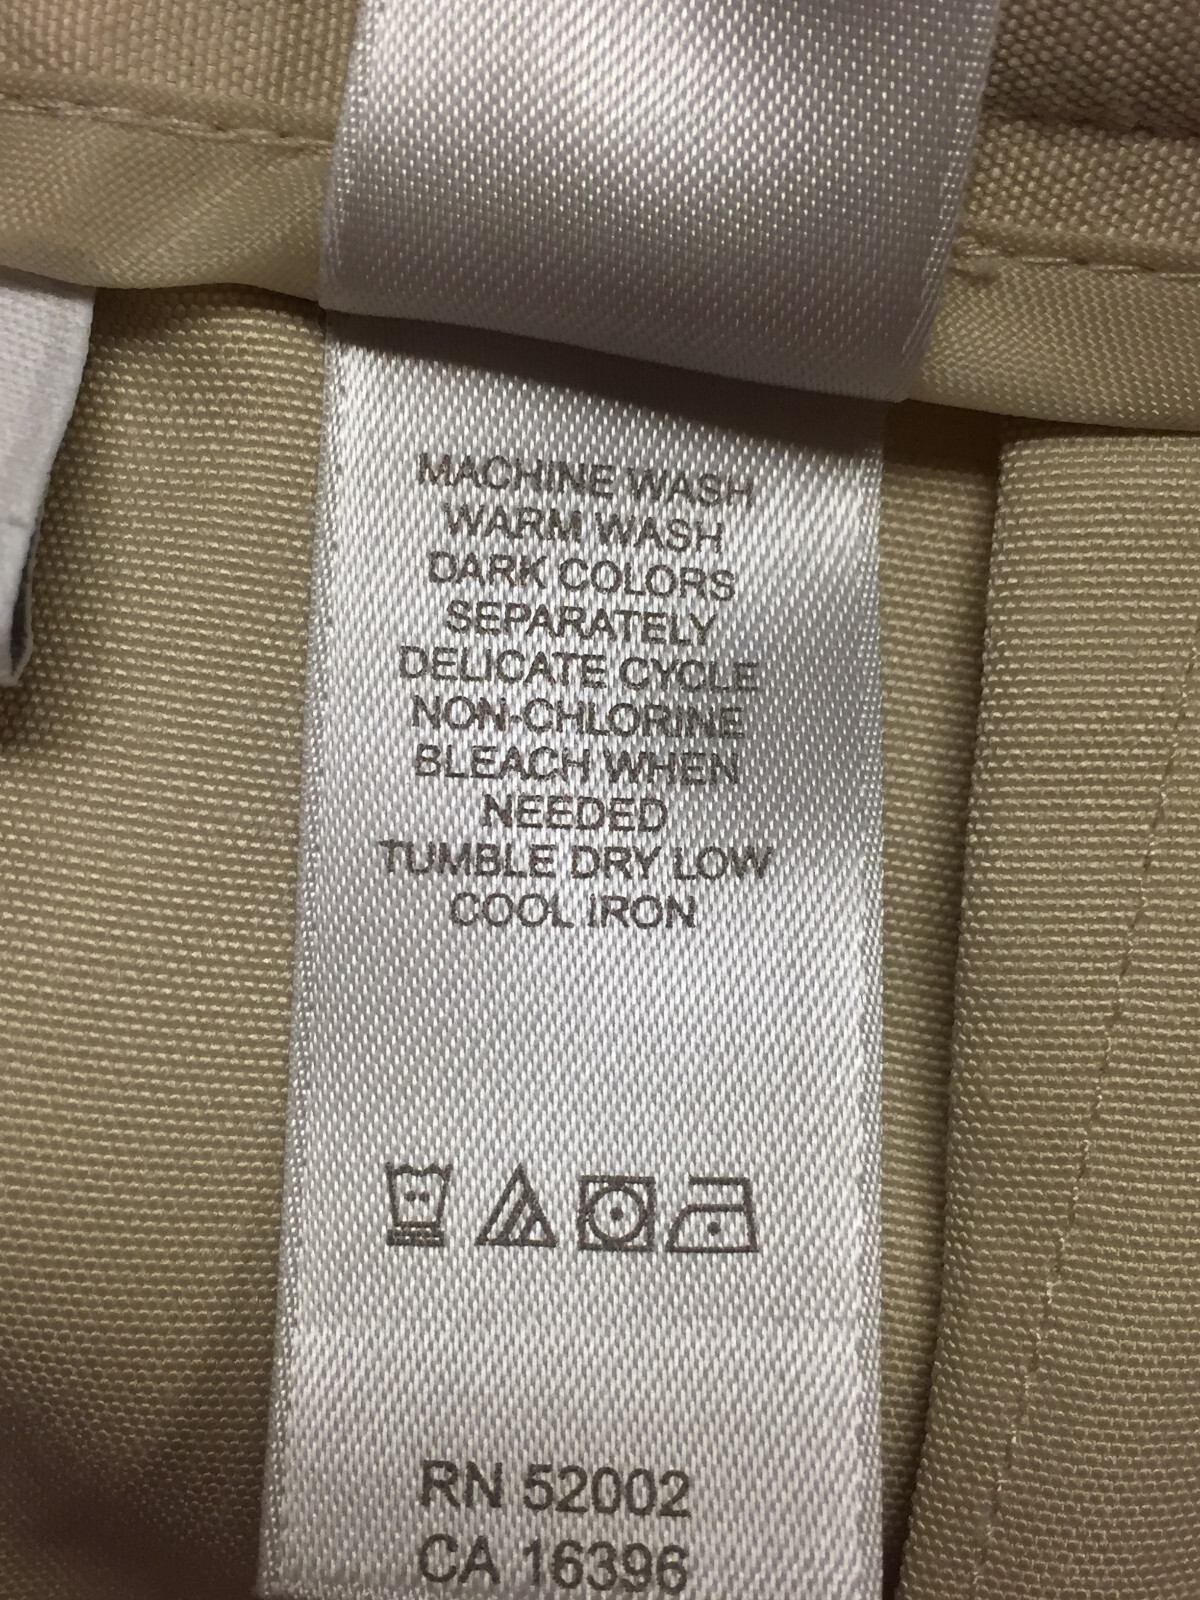 MACHINE WASH
WARM WASH
DARK COLORS
SEPARATELY
DELICATE CYCLE
NON-CHLORINE
BLEACH WHEN
NEEDED
TUMBLE DRY LOW
COOL IRON
RN 52002
CA 16396